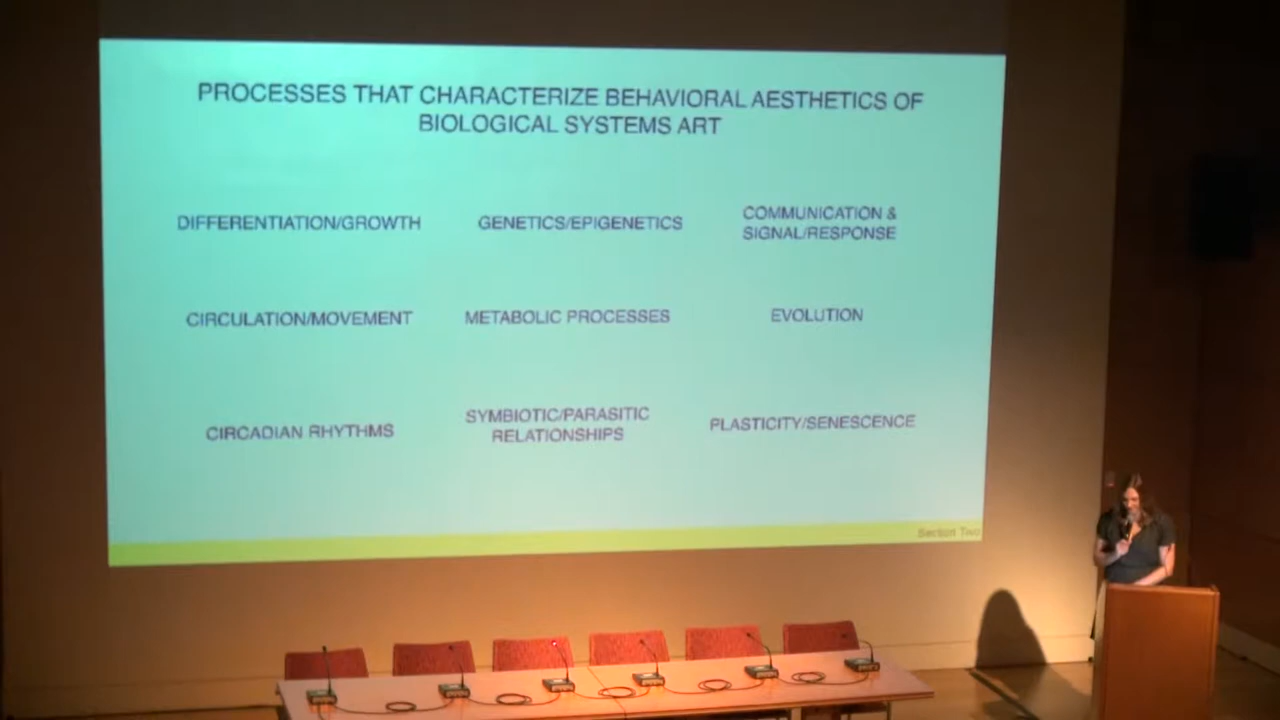 PROCESSES THAT CHARACTERIZE BEHAVIORAL AESTHETICS OF
BIOLOGICAL SYSTEMS ART
DIFFERENTIATION/GROWTH
GENETICS/EPIGENETICS
COMMUNICATION &
SIGNAL/RESPONSE
CIRCULATION/MOVEMENT
METABOLIC PROCESSES
EVOLUTION
CIRCADIAN RHYTHMS
SYMBIOTIC/PARASITIC
RELATIONSHIPS
PLASTICITY/SENESCENCE
Section Two